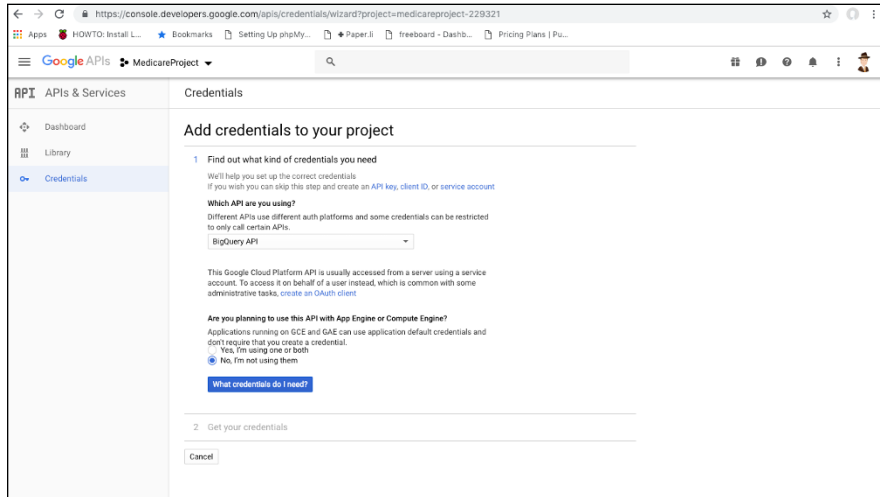 https://console.developers.google.com/apis/credentials/wizard?project=medicareproject-229321
Apps HOWTO: Install L... Bookmarks Setting Up phpMy... Paper.li freeboard - Dashb... Pricing Plans | Pu...
Google APIs MedicareProject
API APIs & Services Credentials
Dashboard
Library
Credentials
Add credentials to your project
1 Find out what kind of credentials you need
We'll help you set up the correct credentials
If you wish you can skip this step and create an API key, client ID, or service account
Which API are you using?
Different APIs use different auth platforms and some credentials can be restricted
to only call certain APIs.
BigQuery API
This Google Cloud Platform API is usually accessed from a server using a service
account. To access it on behalf of a user instead, which is common with some
administrative tasks, create an OAuth client
Are you planning to use this API with App Engine or Compute Engine?
Applications running on GCE and GAE can use application default credentials and
don't require that you create a credential.
Yes, I'm using one or both
No, I'm not using them
What credentials do I need?
2 Get your credentials
Cancel